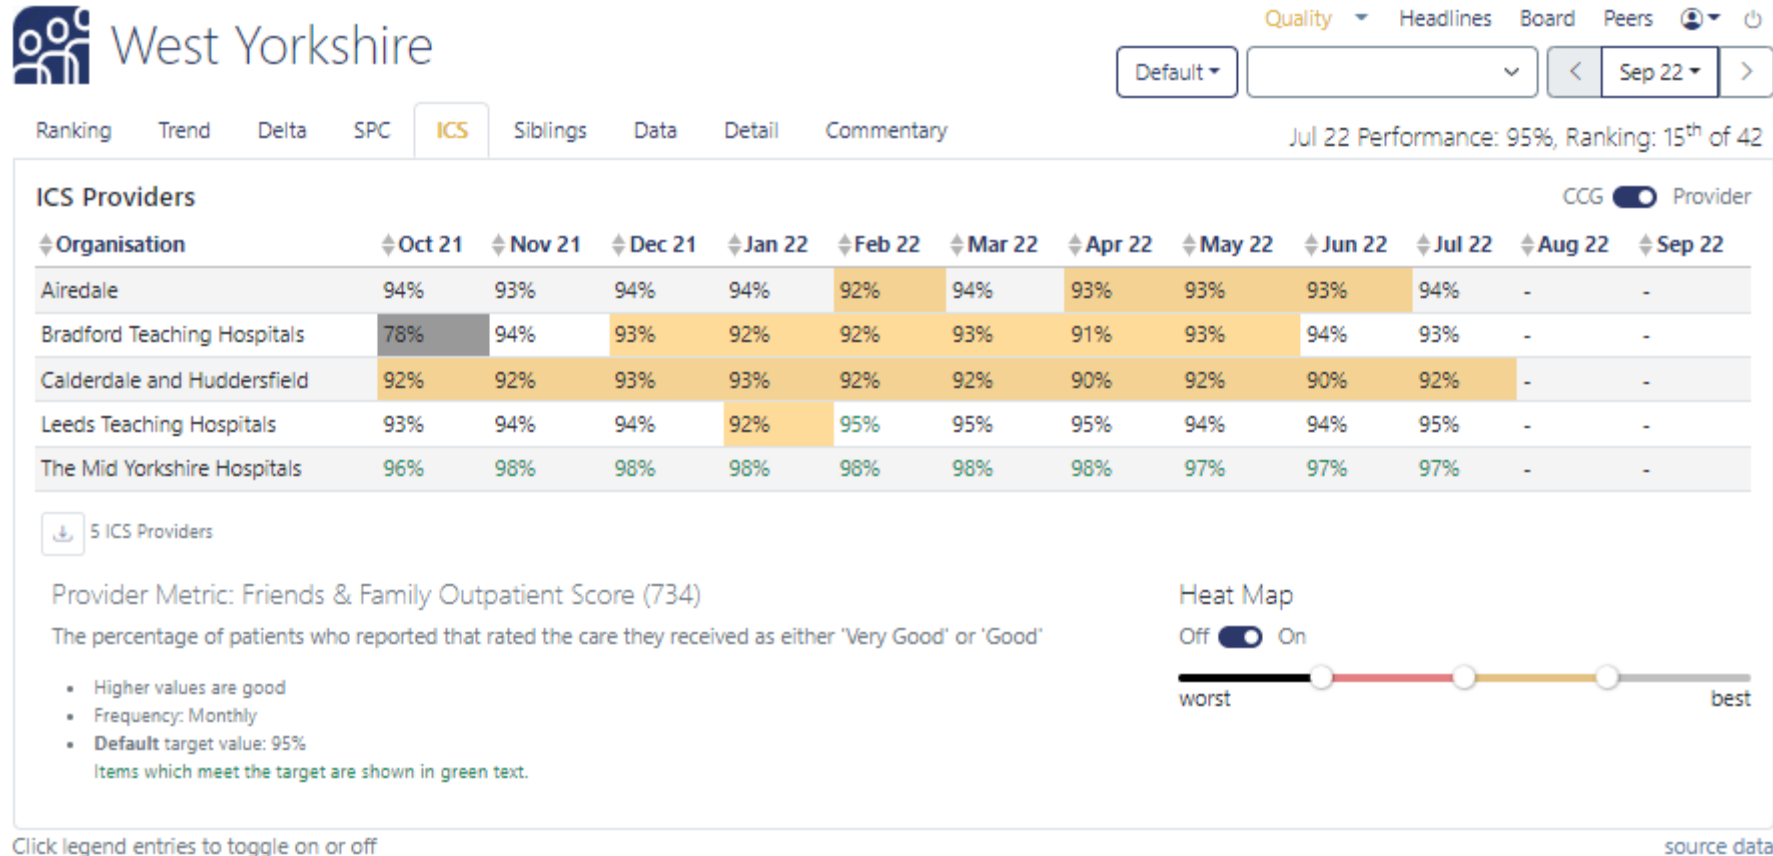 West Yorkshire
Quality Headlines Board Peers
Default Sep 22
Ranking Trend Delta SPC ICS Siblings Data Detail Commentary
Jul 22 Performance: 95%, Ranking: 15th of 42
ICS Providers
CCG Provider
Organisation Oct 21 Nov 21 Dec 21 Jan 22 Feb 22 Mar 22 Apr 22 May 22 Jun 22 Jul 22 Aug 22 Sep 22
Airedale 94% 93% 94% 94% 92% 94% 93% 93% 93% 94% - -
Bradford Teaching Hospitals 78% 94% 93% 92% 92% 93% 91% 93% 94% 93% - -
Calderdale and Huddersfield 92% 92% 93% 93% 92% 92% 90% 92% 90% 92% - -
Leeds Teaching Hospitals 93% 94% 94% 92% 95% 95% 95% 94% 94% 95% - -
The Mid Yorkshire Hospitals 96% 98% 98% 98% 98% 98% 98% 97% 97% 97% - -
5 ICS Providers
Provider Metric: Friends & Family Outpatient Score (734)
The percentage of patients who reported that rated the care they received as either 'Very Good' or 'Good'
• Higher values are good
• Frequency: Monthly
• Default target value: 95%
Items which meet the target are shown in green text.
Heat Map
Off On
worst best
Click legend entries to toggle on or off
source data